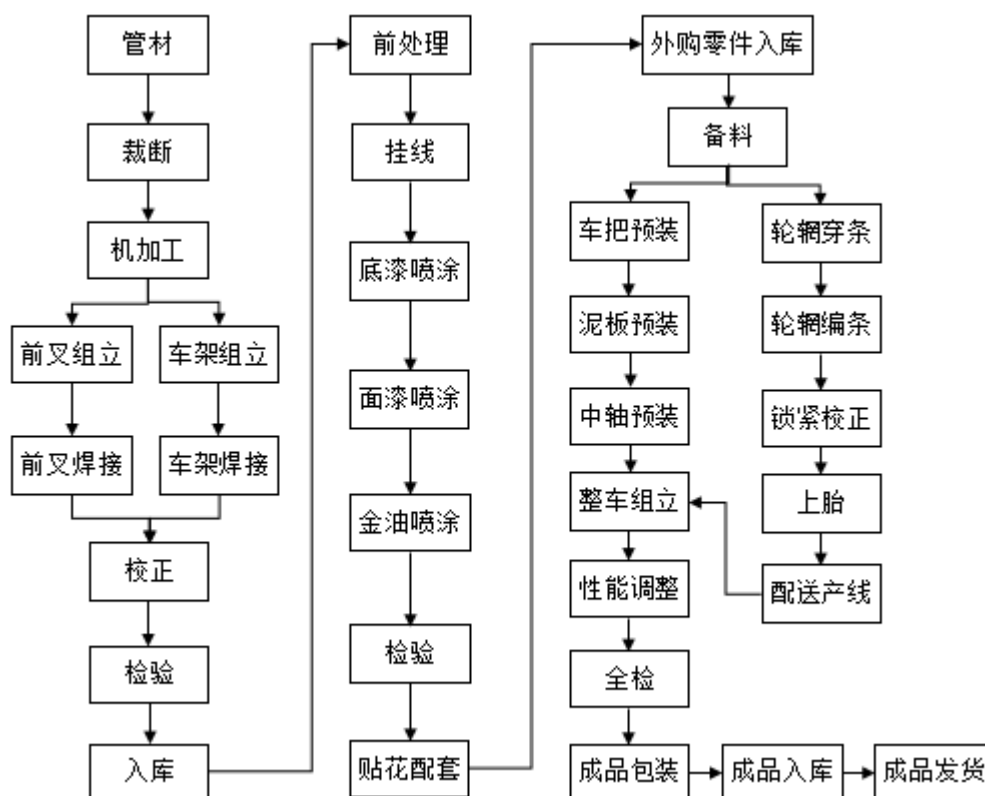 管材
裁断
机加工
前叉组立
车架组立
前叉焊接
车架焊接
校正
检验
入库
前处理
挂线
底漆喷涂
面漆喷涂
金油喷涂
检验
贴花配套
外购零件入库
备料
车把预装
轮辋穿条
泥板预装
轮辋编条
中轴预装
锁紧校正
整车组立
上胎
性能调整
配送产线
全检
成品包装
成品入库
成品发货